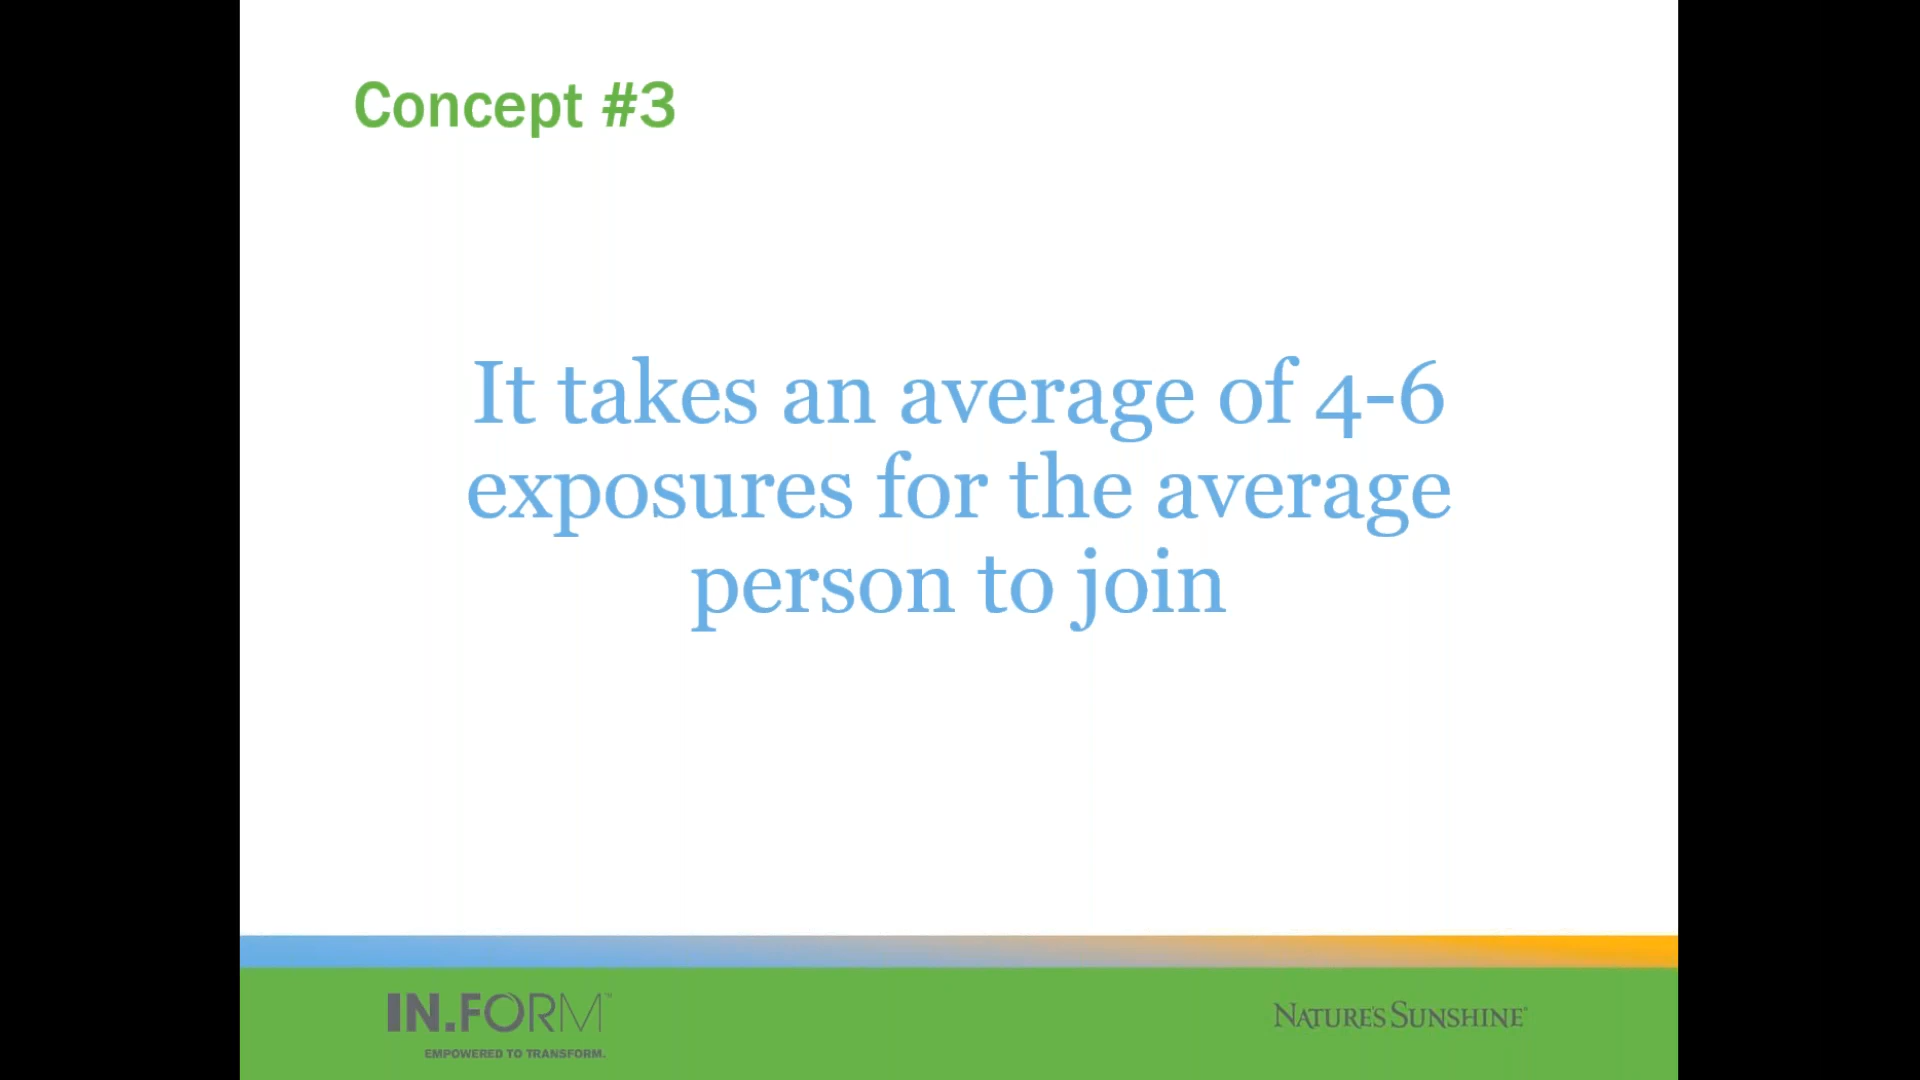 Concept #3
It takes an average of 4-6
exposures for the average
person to join
IN.FORM™
EMPOWERED TO TRANSFORM.
NATURE'S SUNSHINE®